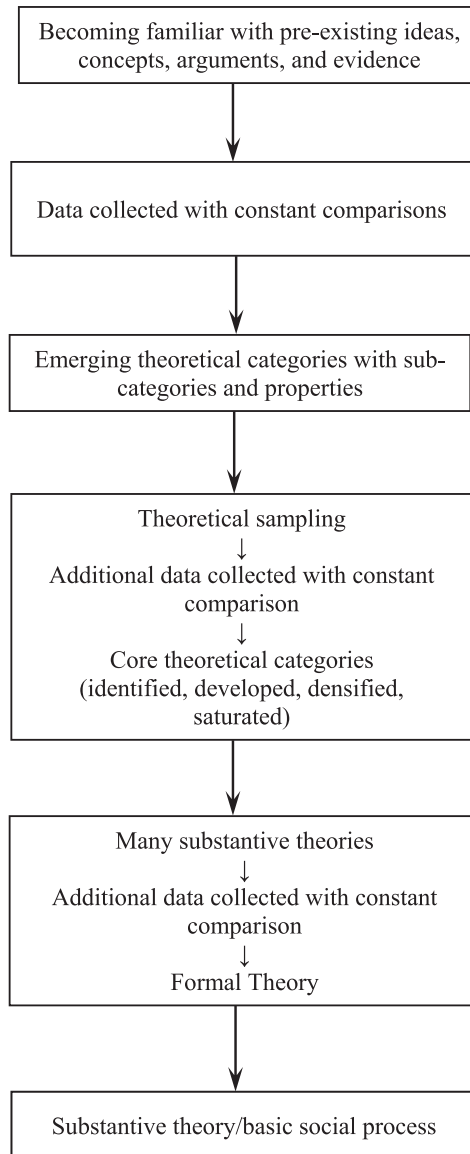 Becoming familiar with pre-existing ideas,
concepts, arguments, and evidence
Data collected with constant comparisons
Emerging theoretical categories with sub-
categories and properties
Theoretical sampling
↓
Additional data collected with constant
comparison
↓
Core theoretical categories
(identified, developed, densified,
saturated)
Many substantive theories
↓
Additional data collected with constant
comparison
↓
Formal Theory
Substantive theory/basic social process